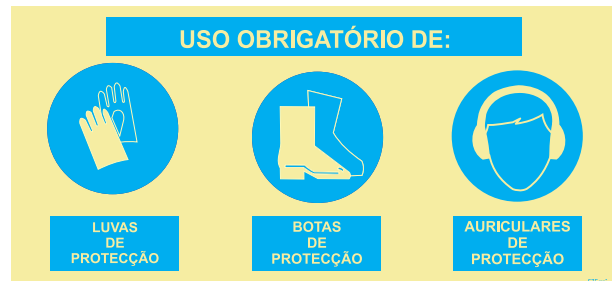 USO OBRIGATÓRIO DE:
LUVAS
DE
PROTECÇÃO
BOTAS
DE
PROTECÇÃO
AURICULARES
DE
PROTECÇÃO